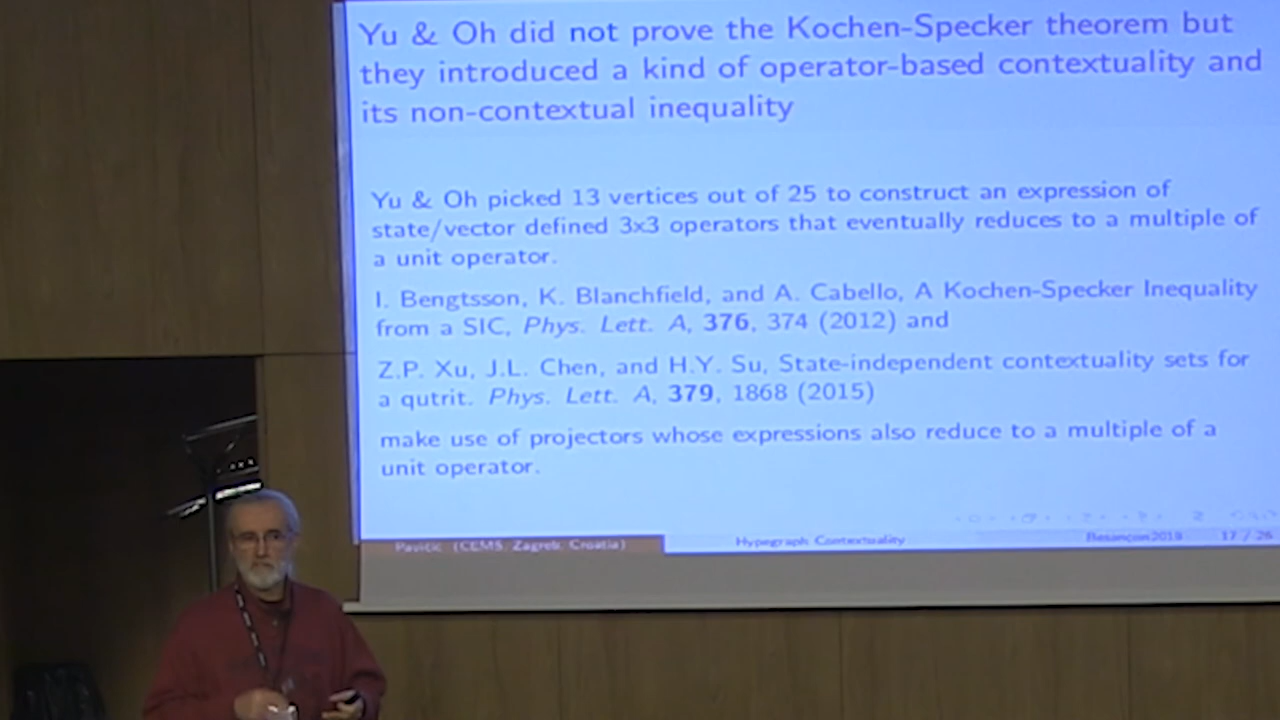 Yu & Oh did not prove the Kochen-Specker theorem but
they introduced a kind of operator-based contextuality and
its non-contextual inequality
Yu & Oh picked 13 vertices out of 25 to construct an expression of
state/vector defined 3x3 operators that eventually reduces to a multiple of
a unit operator.
I. Bengtsson, K. Blanchfield, and A. Cabello, A Kochen-Specker Inequality
from a SIC, Phys. Lett. A, 376, 374 (2012) and
Z.P. Xu, J.L. Chen, and H.Y. Su, State-independent contextuality sets for
a qutrit. Phys. Lett. A, 379, 1868 (2015)
make use of projectors whose expressions also reduce to a multiple of a
unit operator.
Pavicic (CEMS, Zagreb, Croatia) Hypegraph Contextuality Besancon2018 17 / 26